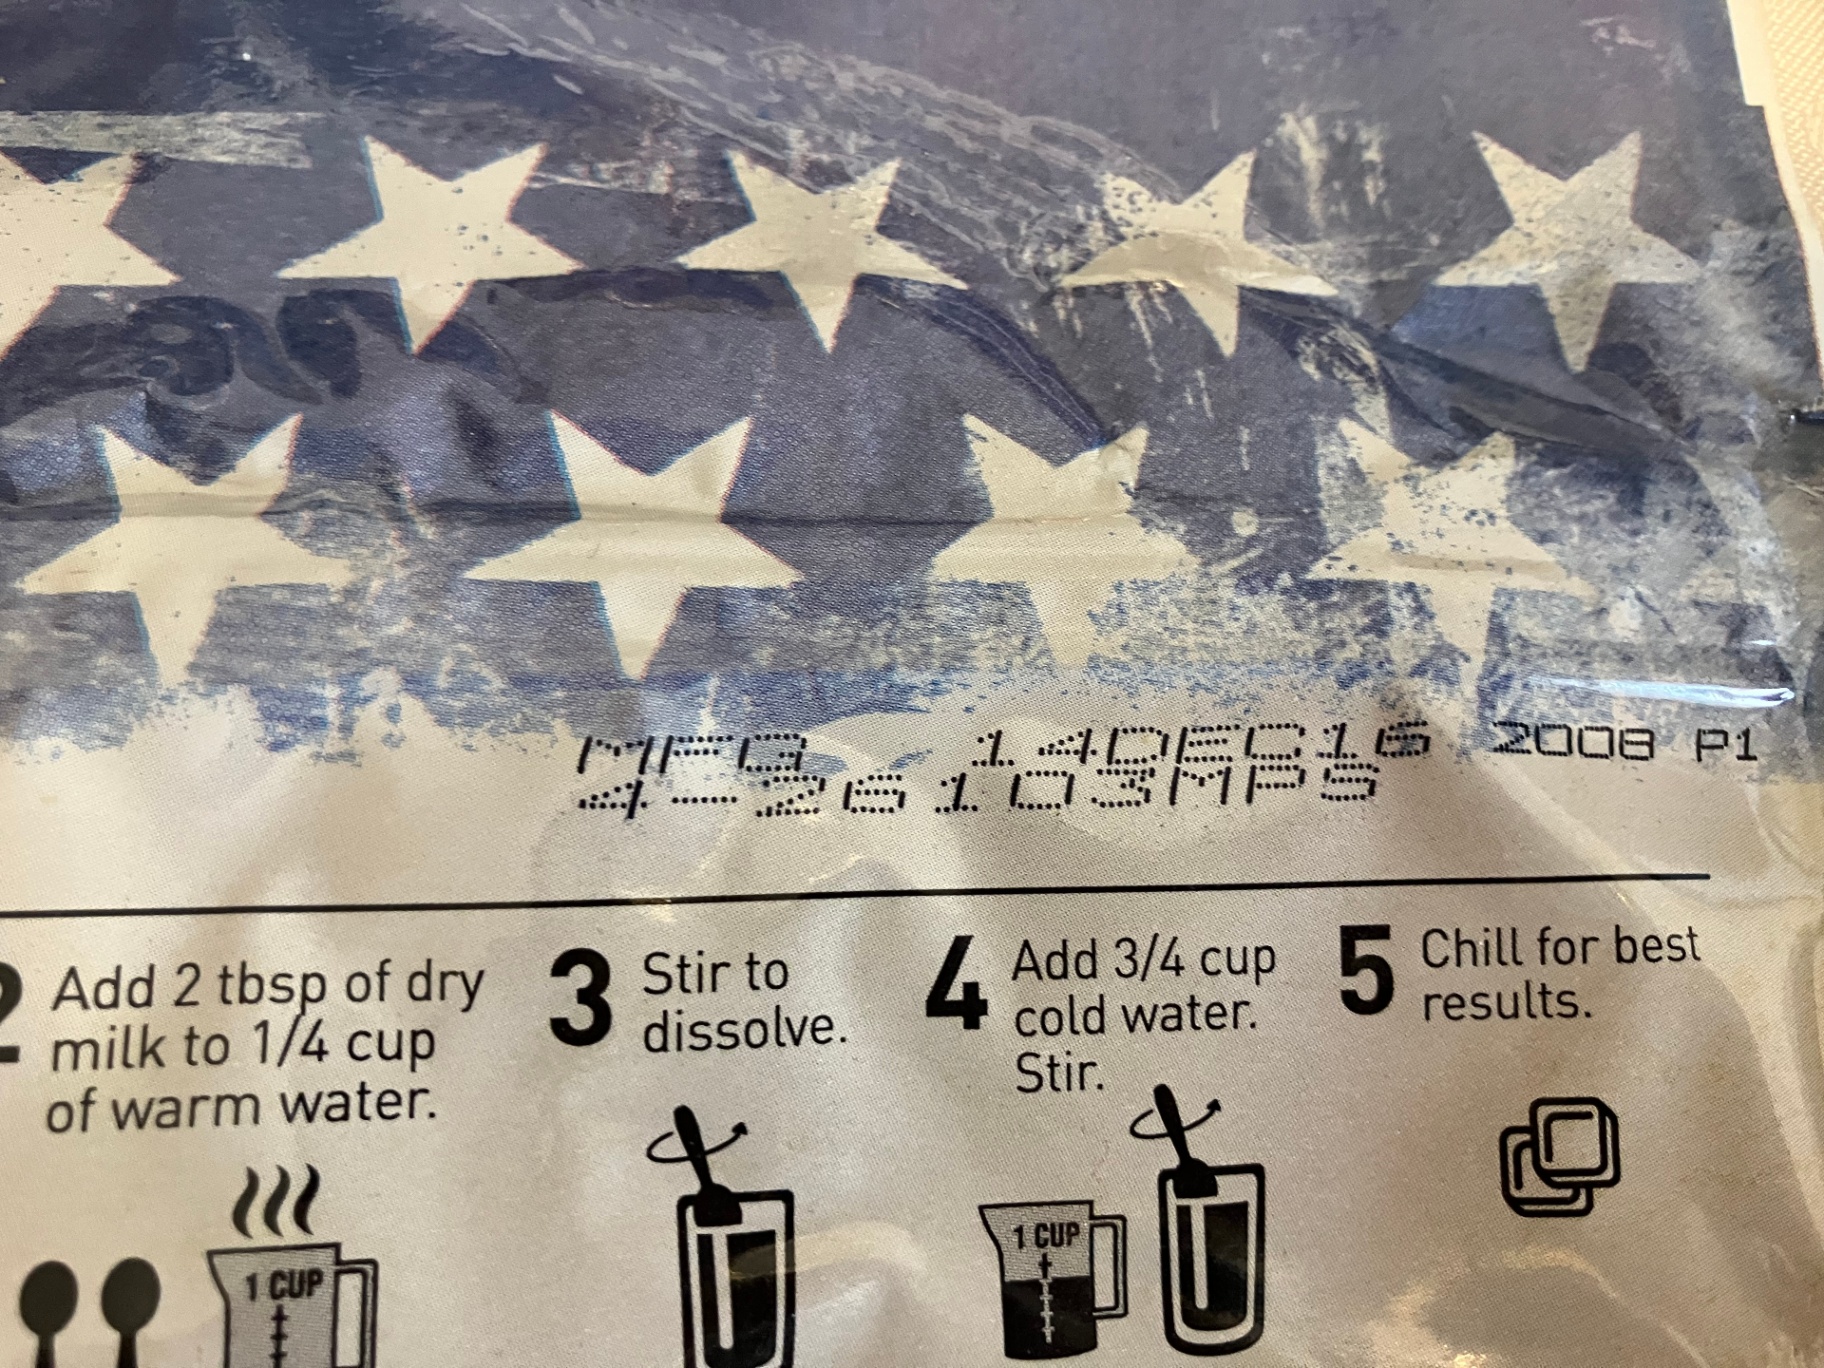 MFG 14DEC16 2008 P1
4-26103MPS
2 Add 2 tbsp of dry
milk to 1/4 cup
of warm water.
3 Stir to
dissolve.
4 Add 3/4 cup
cold water.
Stir.
5 Chill for best
results.
1 CUP
1 CUP